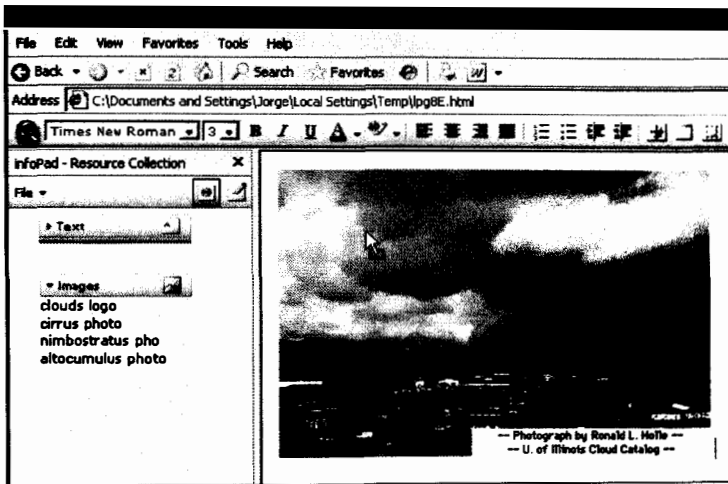 File Edit View Favorites Tools Help
Back Search Favorites
Address C:\Documents and Settings\Jorge\Local Settings\Temp\lpg8E.html
Times New Roman 3 B I U A
infoPad - Resource Collection x
File
Text
Images
clouds logo
cirrus photo
nimbostratus pho
altocumulus photo
-- Photograph by Ronald L. Holle --
-- U. of Illinois Cloud Catalog --